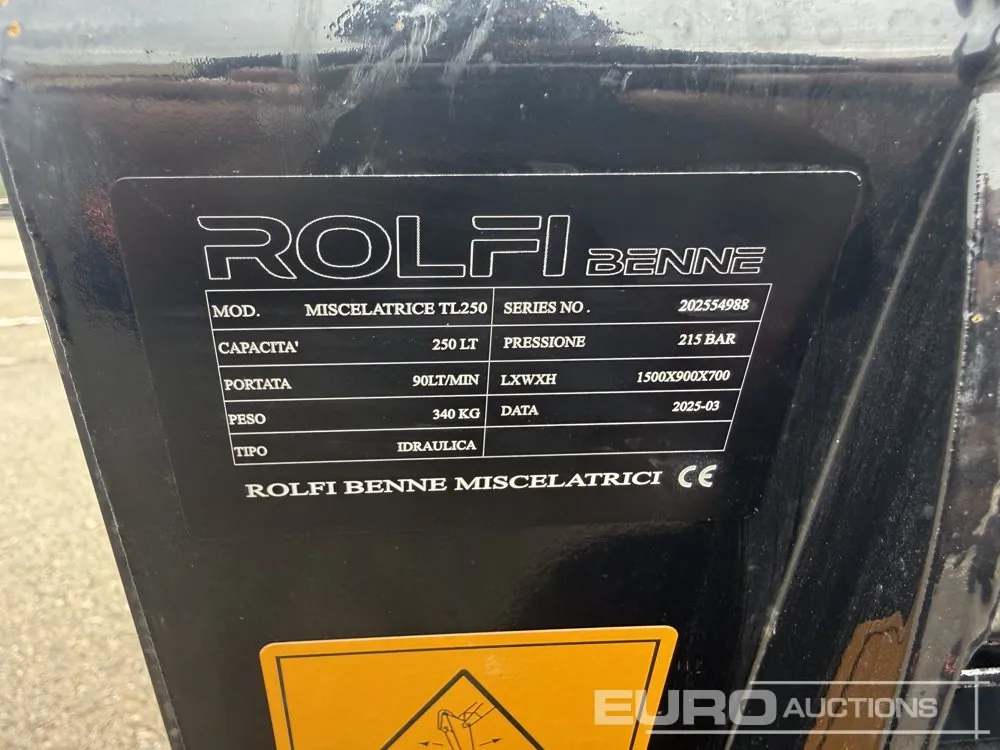 ROLFI BENNE
MOD. MISCELATRICE TL250 SERIES NO. 202554988
CAPACITA' 250 LT PRESSIONE 215 BAR
PORTATA 90LT/MIN LXWXH 1500X900X700
PESO 340 KG DATA 2025-03
TIPO IDRAULICA
ROLFI BENNE MISCELATRICI CE
EURO AUCTIONS